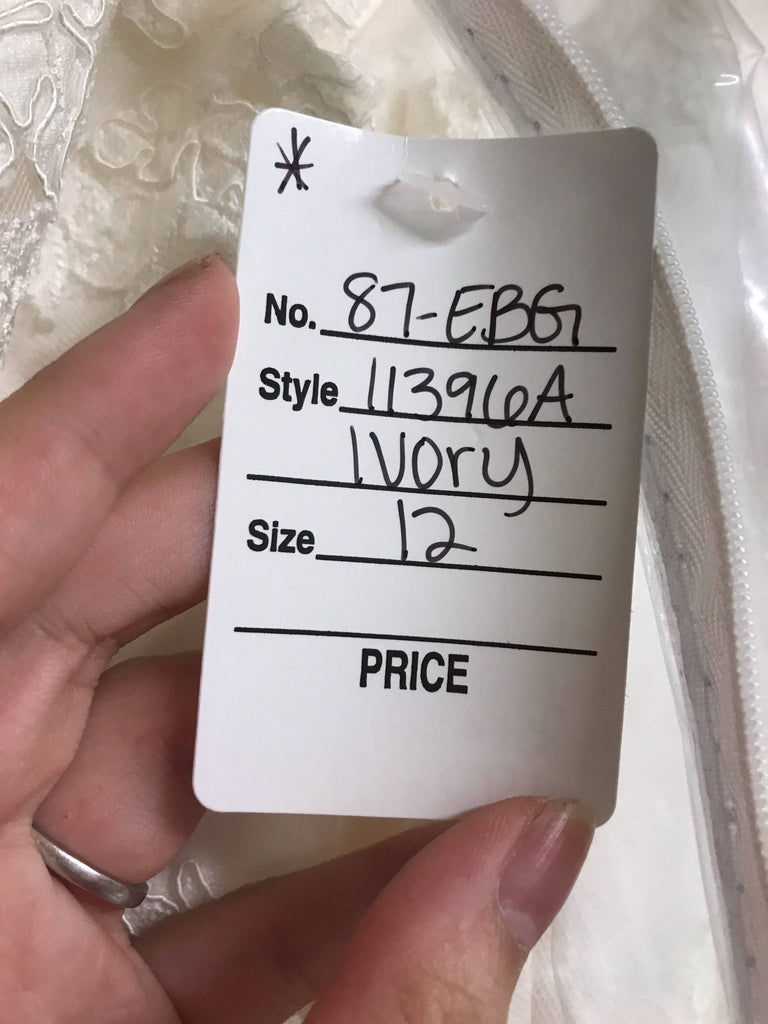 *
No. 87-EBG
Style 11396A
Ivory
Size 12
PRICE